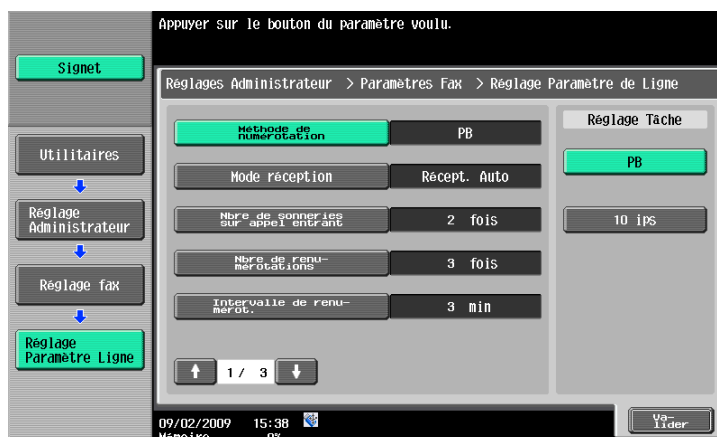 Appuyer sur le bouton du paramètre voulu.
Signet
Réglages Administrateur > Paramètres Fax > Réglage Paramètre de Ligne
Utilitaires
Réglage
Administrateur
Réglage fax
Réglage
Paramètre Ligne
Méthode de
numérotation
PB
Mode réception
Récept. Auto
Nbre de sonneries
sur appel entrant
2 fois
Nbre de renu-
mérotations
3 fois
Intervalle de renu-
mérot.
3 min
1/ 3
Réglage Tâche
PB
10 ips
09/02/2009 15:38
Mémoire 0%
Va-
lider